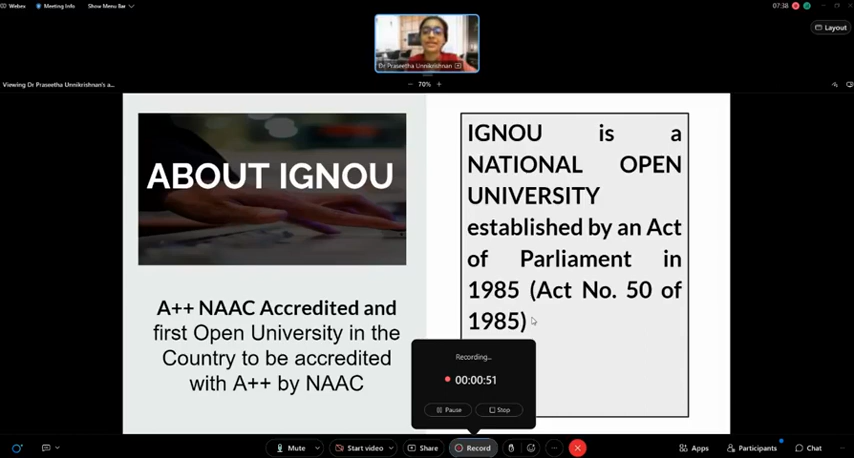 Webex
Meeting Info
Show Menu Bar
07:38
Layout
Dr Praseetha Unnikrishnan
Viewing Dr Praseetha Unnikrishnan's a...
70%
ABOUT IGNOU
A++ NAAC Accredited and
first Open University in the
Country to be accredited
with A++ by NAAC
IGNOU is a
NATIONAL OPEN
UNIVERSITY
established by an Act
of Parliament in
1985 (Act No. 50 of
1985)
Recording...
00:00:51
Pause
Stop
Mute
Start video
Share
Record
Apps
Participants
Chat